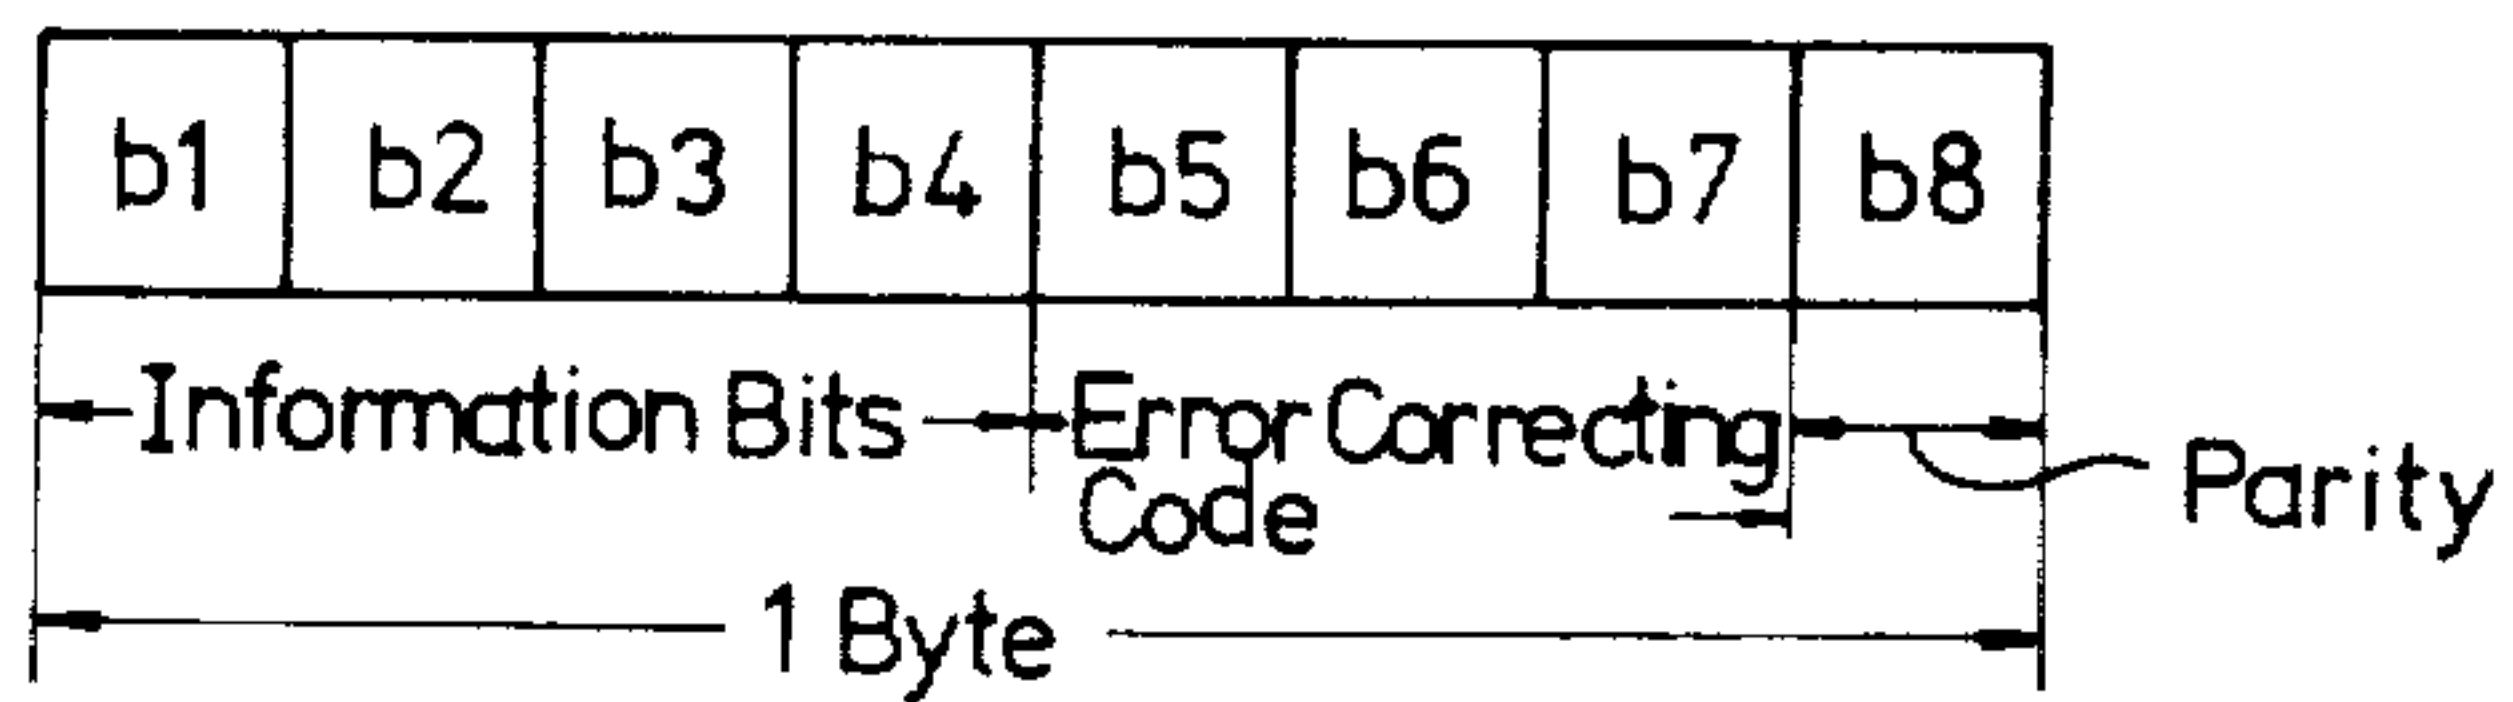 b1 b2 b3 b4 b5 b6 b7 b8
Information Bits Error Correcting
Code
Parity
1 Byte